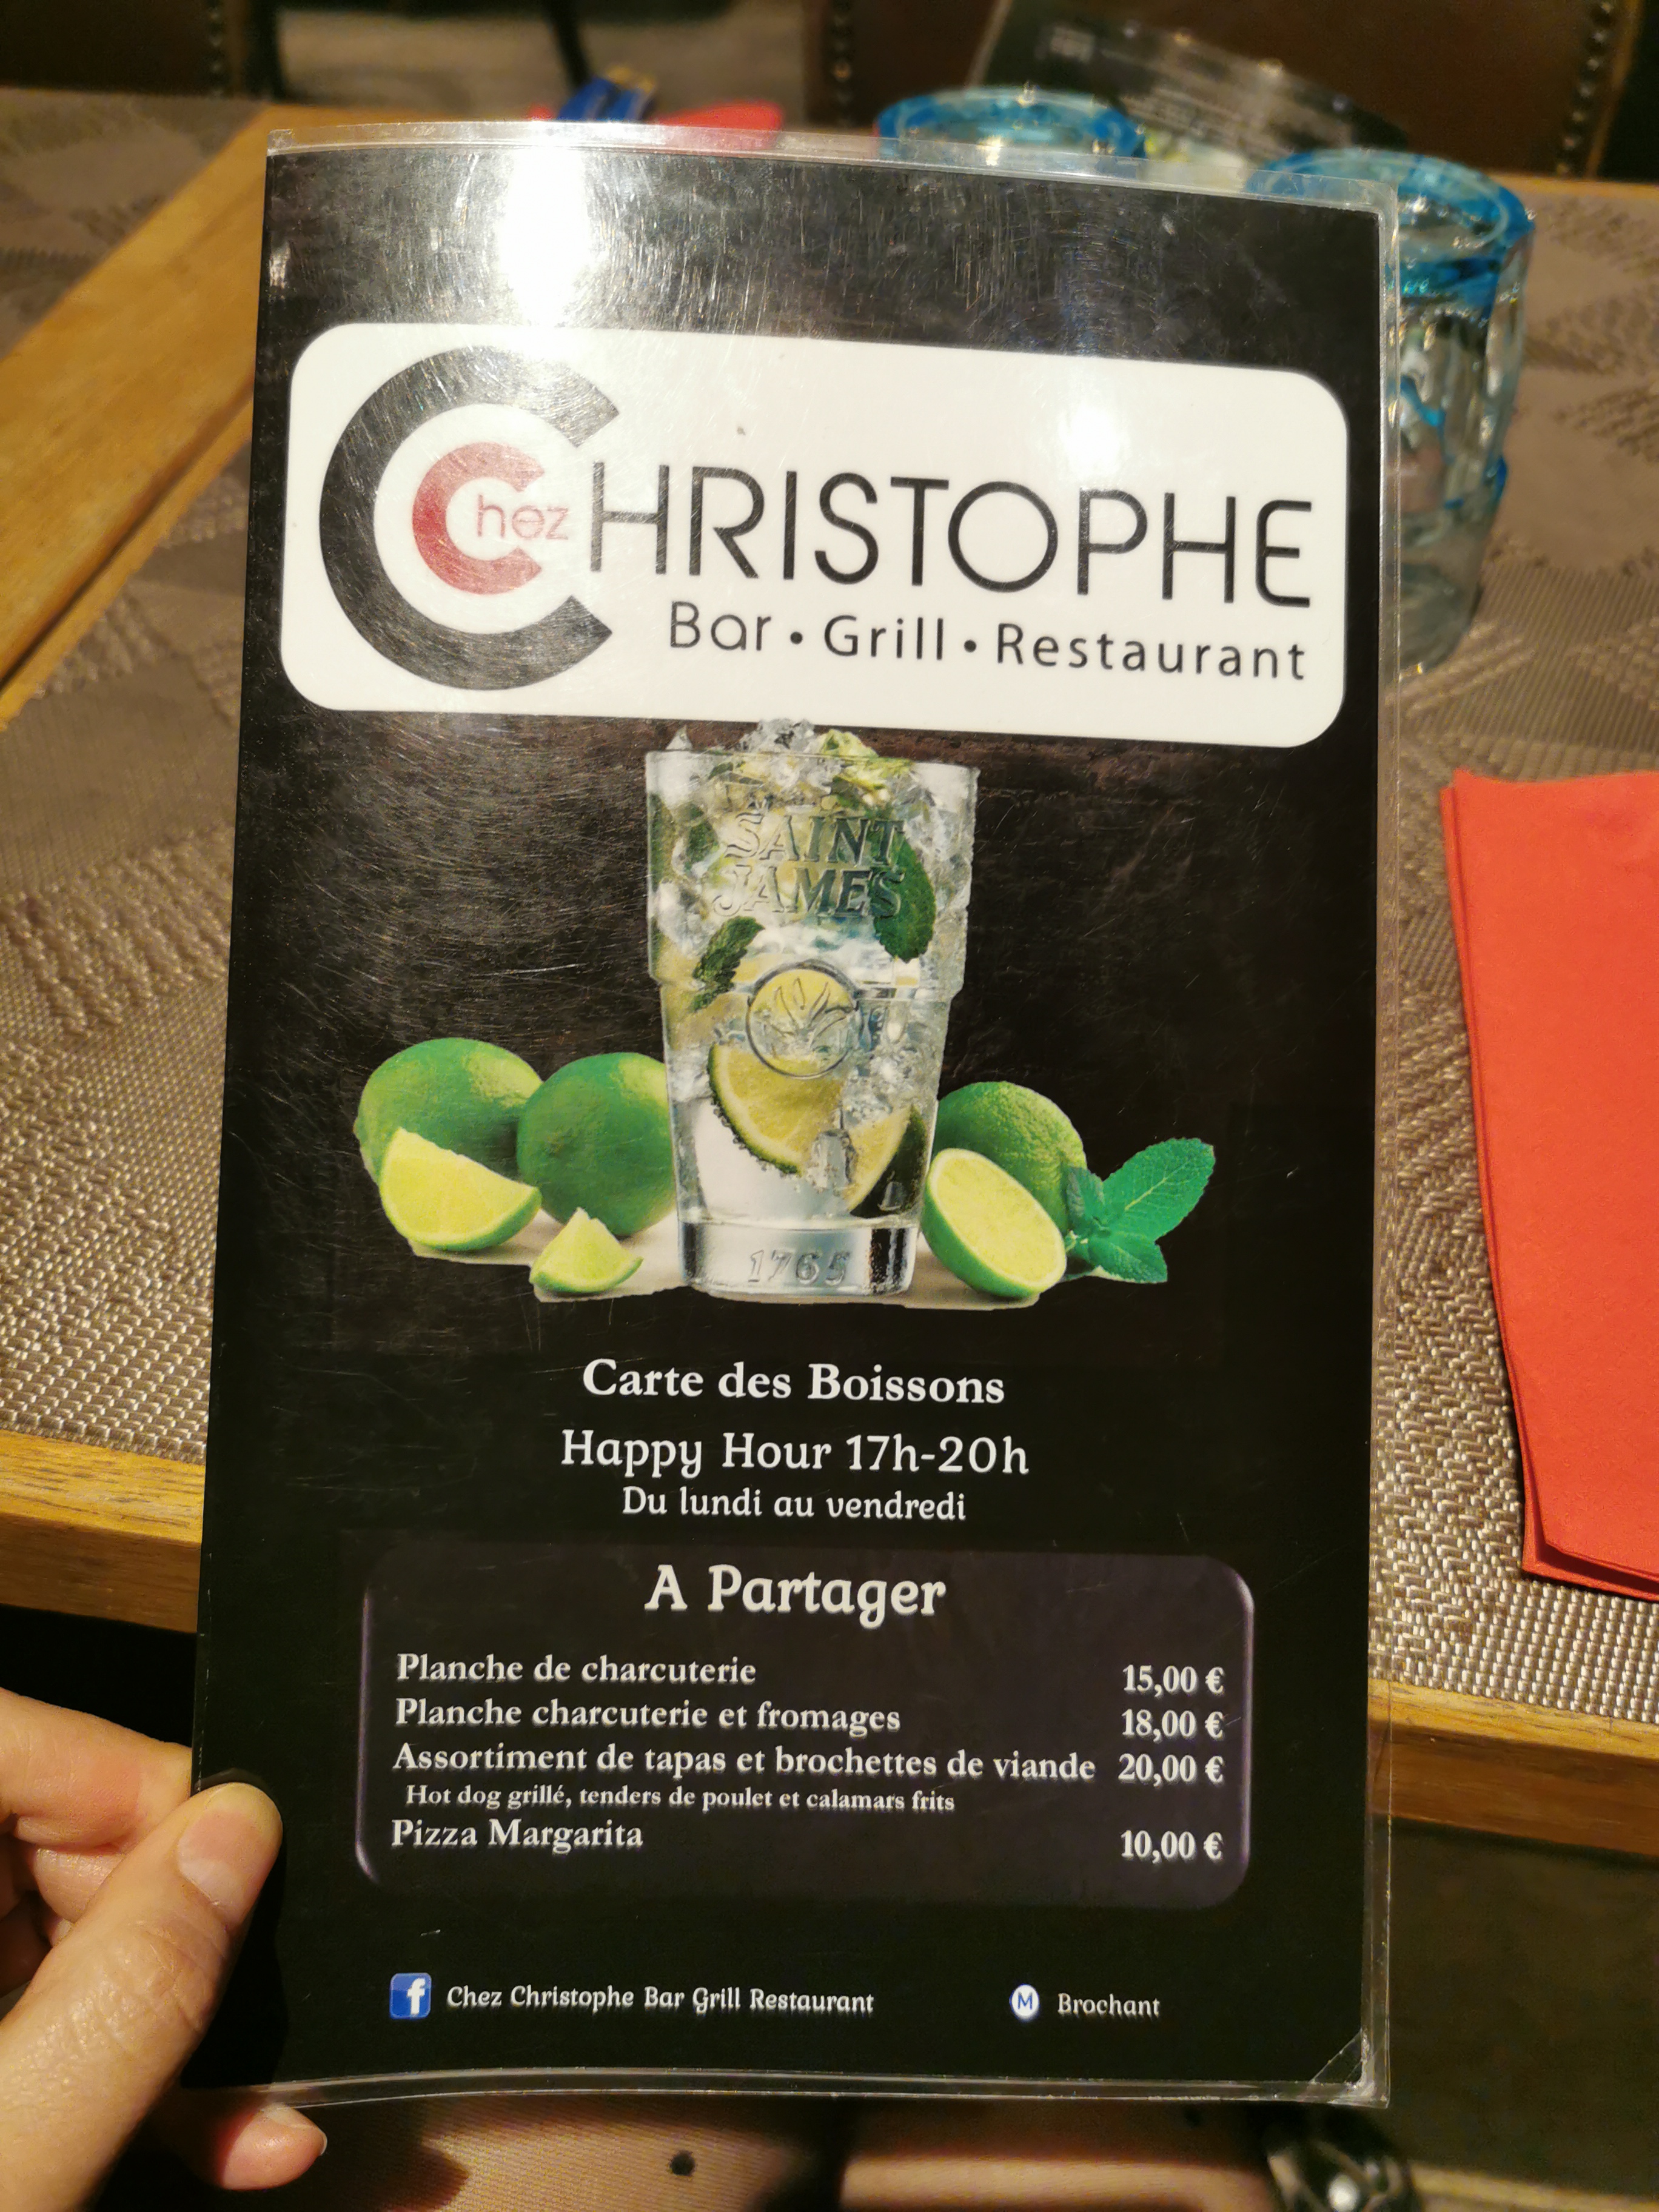 Chez
CHRISTOPHE
Bar • Grill • Restaurant
SAINT
JAMES
1765
Carte des Boissons
Happy Hour 17h-20h
Du lundi au vendredi
A Partager
Planche de charcuterie 15,00 €
Planche charcuterie et fromages 18,00 €
Assortiment de tapas et brochettes de viande 20,00 €
Hot dog grillé, tenders de poulet et calamars frits
Pizza Margarita 10,00 €
f Chez Christophe Bar Grill Restaurant M Brochant